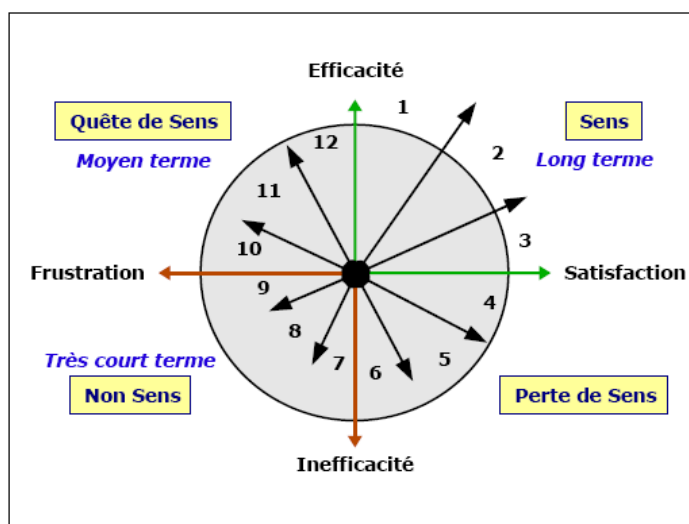 Efficacité
1
Quête de Sens
Sens
12
2
Moyen terme
Long terme
11
3
10
Frustration
Satisfaction
9
4
8
Très court terme
7
5
6
Non Sens
Perte de Sens
Inefficacité